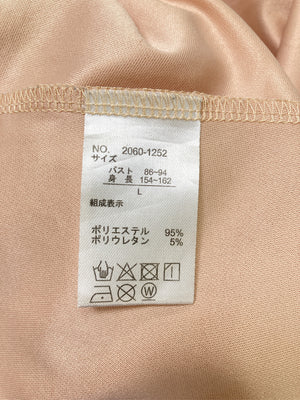 NO. 2060-1252
サイズ
バスト 86~94
身 長 154~162
L
組成表示
ポリエステル 95%
ポリウレタン 5%
W